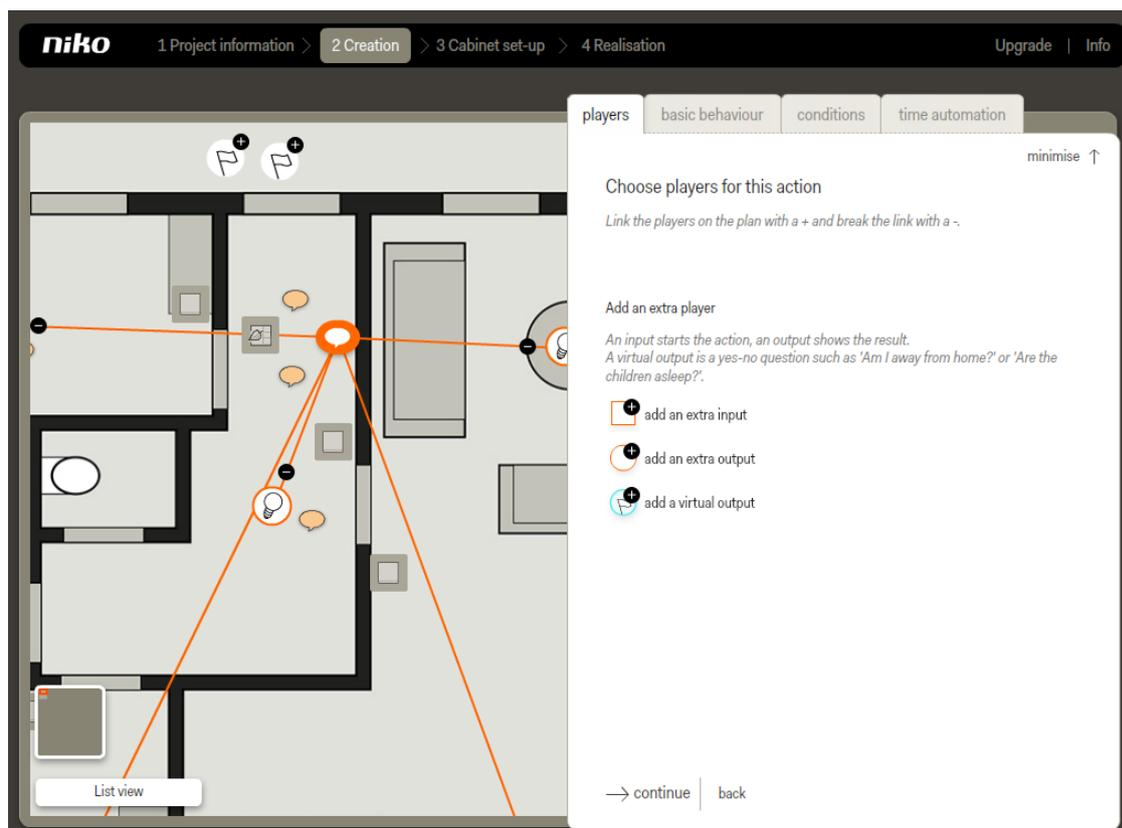 niko
1 Project information
2 Creation
3 Cabinet set-up
4 Realisation
Upgrade | Info
players
basic behaviour
conditions
time automation
minimise ↑
Choose players for this action
Link the players on the plan with a + and break the link with a -.
Add an extra player
An input starts the action, an output shows the result.
A virtual output is a yes-no question such as 'Am I away from home?' or 'Are the
children asleep?'.
add an extra input
add an extra output
add a virtual output
List view
→ continue
back